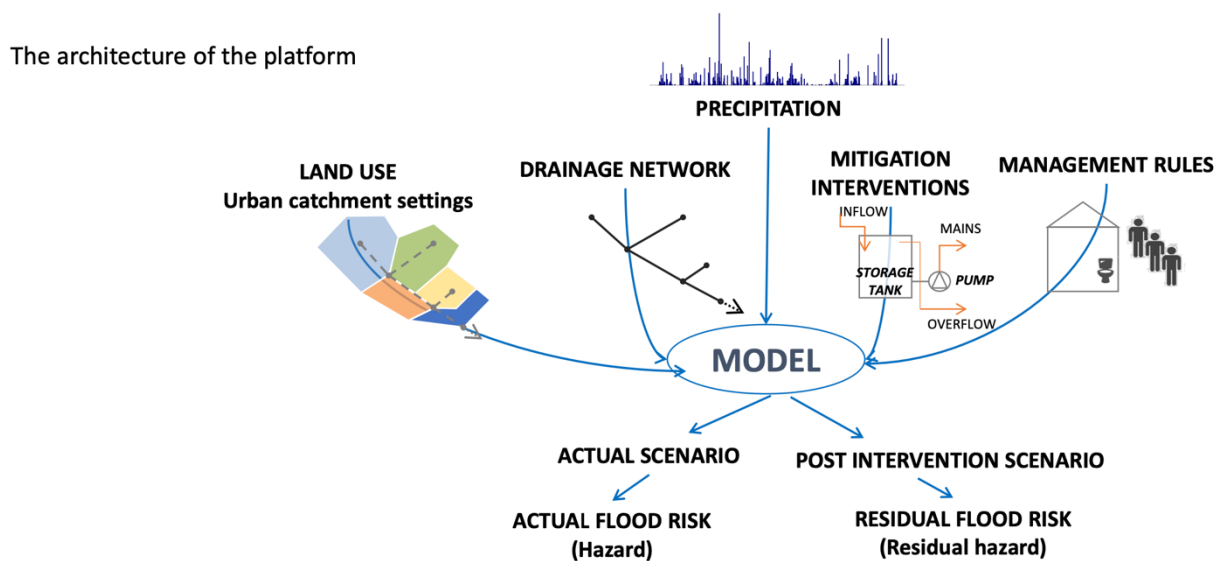 The architecture of the platform
PRECIPITATION
LAND USE
Urban catchment settings
DRAINAGE NETWORK
MITIGATION
INTERVENTIONS
MANAGEMENT RULES
INFLOW
MAINS
STORAGE
TANK
PUMP
OVERFLOW
MODEL
ACTUAL SCENARIO
POST INTERVENTION SCENARIO
ACTUAL FLOOD RISK
(Hazard)
RESIDUAL FLOOD RISK
(Residual hazard)